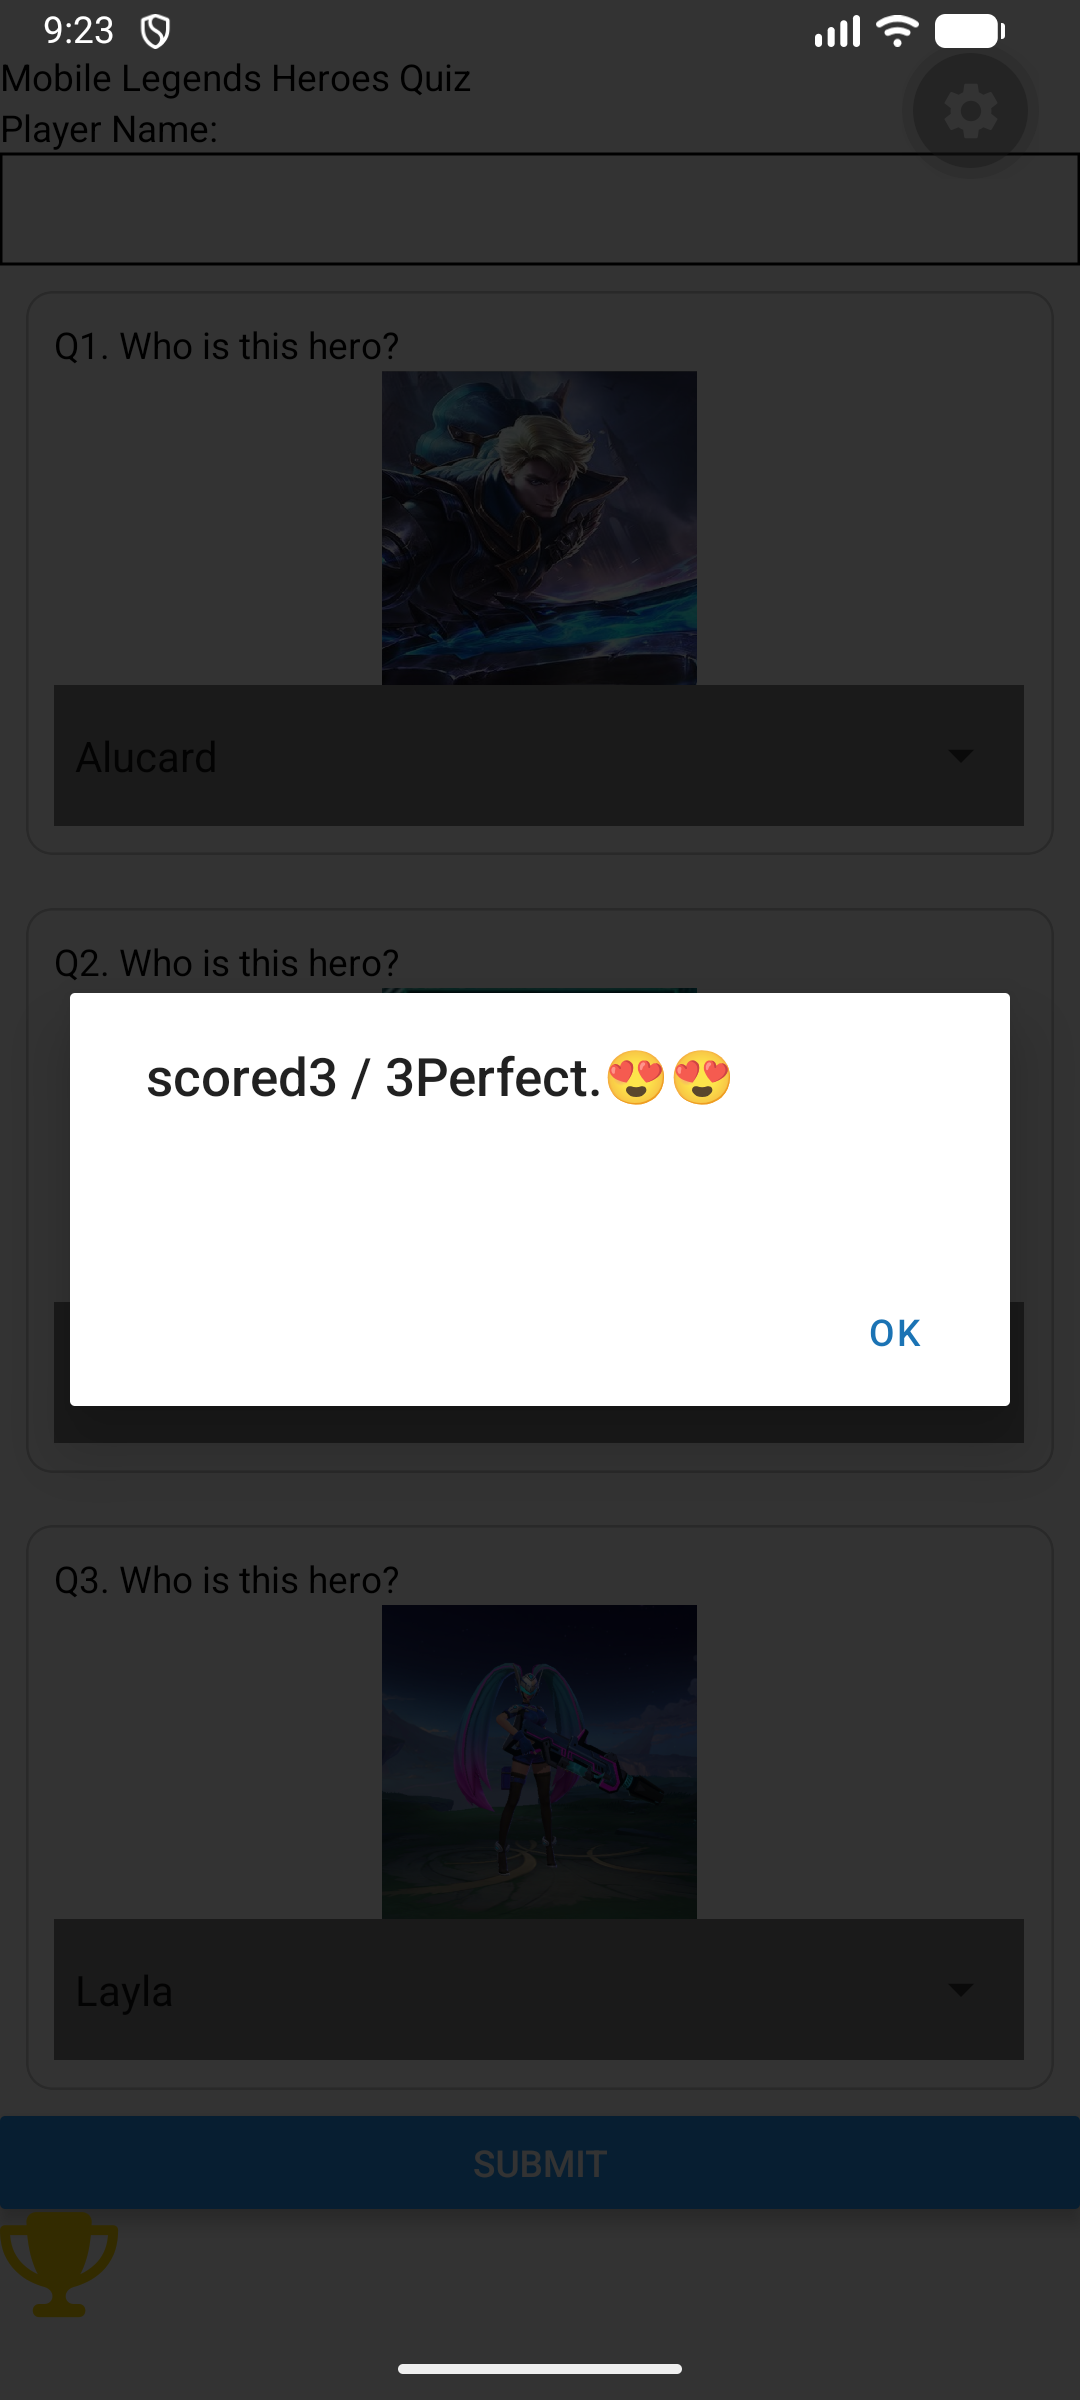 9:23
Mobile Legends Heroes Quiz
Player Name:
Q1. Who is this hero?
Alucard
Q2. Who is this hero?
scored3 / 3Perfect.😍😍
OK
Q3. Who is this hero?
Layla
SUBMIT